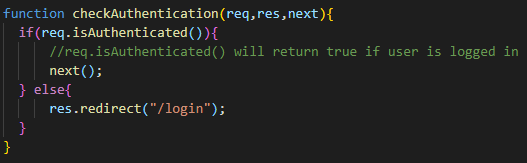 function checkAuthentication(req,res,next){
  if(req.isAuthenticated()){
      //req.isAuthenticated() will return true if user is logged in
      next();
  } else{
      res.redirect("/login");
  }
}